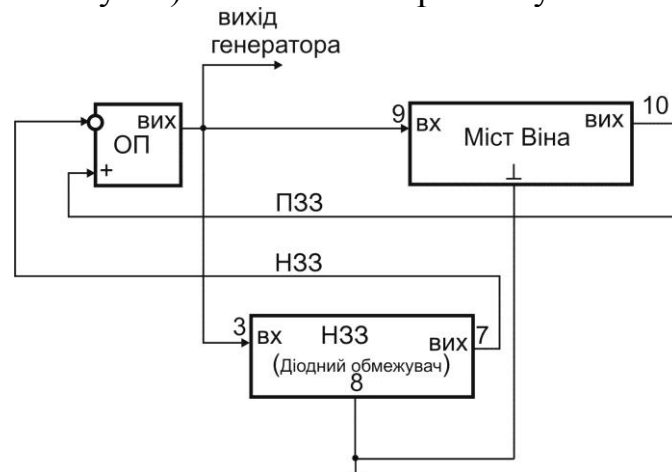 вихід
генератора
вих
ОП
+
9
вх
Міст Віна
вих
10
⊥
ПЗЗ
НЗЗ
3
вх
НЗЗ
вих
7
(Діодний обмежувач)
8